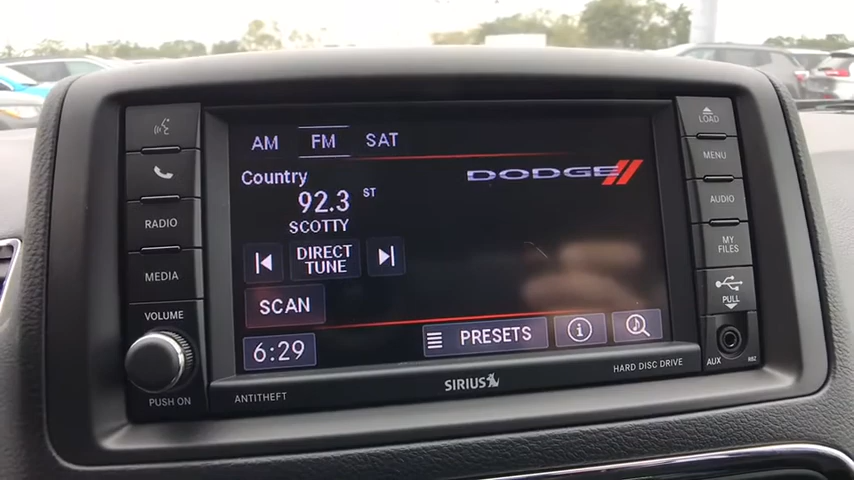 AM FM SAT
Country
92.3 ST
SCOTTY
DIRECT
TUNE
SCAN
6:29
PRESETS
DODGE
RADIO
MEDIA
VOLUME
PUSH ON
ANTITHEFT
SIRIUS
HARD DISC DRIVE
LOAD
MENU
AUDIO
MY
FILES
PULL
AUX
RBZ